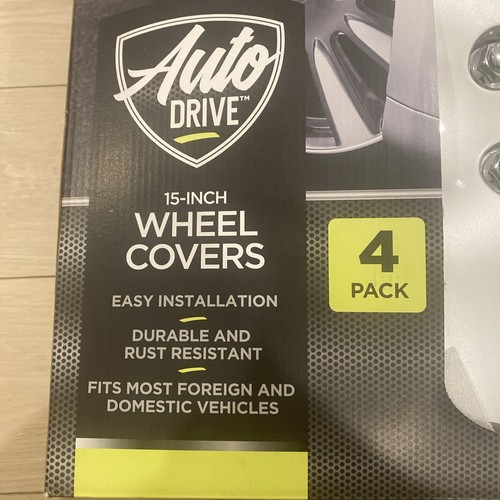 Auto
DRIVE™
15-INCH
WHEEL
COVERS
EASY INSTALLATION
DURABLE AND
RUST RESISTANT
FITS MOST FOREIGN AND
DOMESTIC VEHICLES
4
PACK